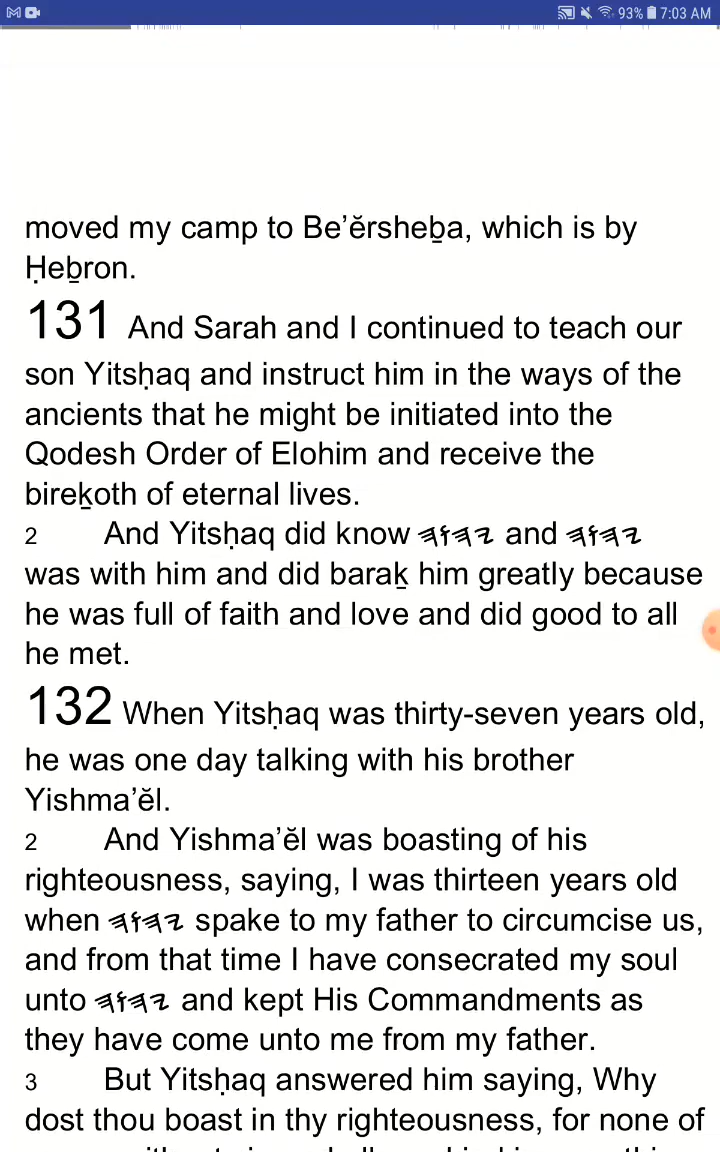 93% 7:03 AM
moved my camp to Be’ĕrsheḇa, which is by
Ḥeḇron.
131 And Sarah and I continued to teach our
son Yitsḥaq and instruct him in the ways of the
ancients that he might be initiated into the
Qodesh Order of Elohim and receive the
bireḵoth of eternal lives.
2 And Yitsḥaq did know 𐤉𐤄𐤅𐤄 and 𐤉𐤄𐤅𐤄
was with him and did baraḵ him greatly because
he was full of faith and love and did good to all
he met.
132 When Yitsḥaq was thirty-seven years old,
he was one day talking with his brother
Yishma’ĕl.
2 And Yishma’ĕl was boasting of his
righteousness, saying, I was thirteen years old
when 𐤉𐤄𐤅𐤄 spake to my father to circumcise us,
and from that time I have consecrated my soul
unto 𐤉𐤄𐤅𐤄 and kept His Commandments as
they have come unto me from my father.
3 But Yitsḥaq answered him saying, Why
dost thou boast in thy righteousness, for none of